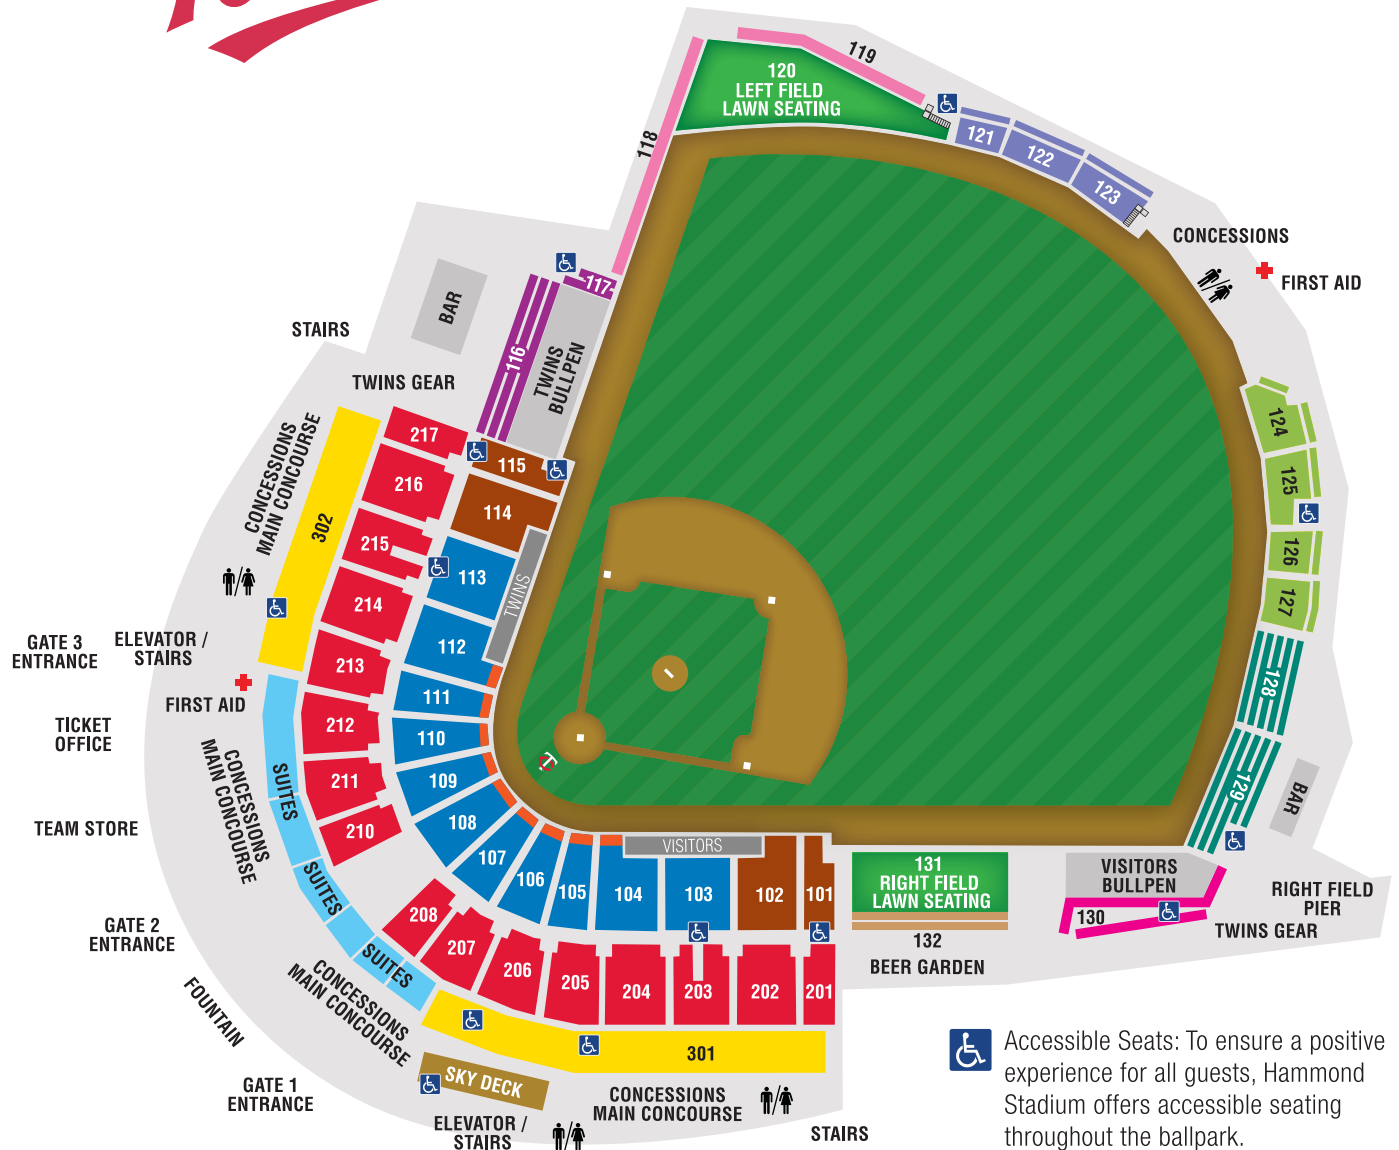 119
120
LEFT FIELD
LAWN SEATING
118
121
122
123
CONCESSIONS
FIRST AID
117
BAR
STAIRS
116
TWINS
BULLPEN
TWINS GEAR
CONCESSIONS
MAIN CONCOURSE
302
217
216
215
214
213
212
211
210
115
114
113
112
111
110
109
108
107
106
105
104
103
102
101
TWINS
VISITORS
124
125
126
127
128
129
BAR
GATE 3
ENTRANCE
ELEVATOR /
STAIRS
FIRST AID
TICKET
OFFICE
CONCESSIONS
MAIN CONCOURSE
SUITES
SUITES
SUITES
TEAM STORE
GATE 2
ENTRANCE
FOUNTAIN
CONCESSIONS
MAIN CONCOURSE
208
207
206
205
204
203
202
201
131
RIGHT FIELD
LAWN SEATING
132
BEER GARDEN
VISITORS
BULLPEN
130
RIGHT FIELD
PIER
TWINS GEAR
301
SKY DECK
GATE 1
ENTRANCE
ELEVATOR /
STAIRS
CONCESSIONS
MAIN CONCOURSE
STAIRS
Accessible Seats: To ensure a positive
experience for all guests, Hammond
Stadium offers accessible seating
throughout the ballpark.